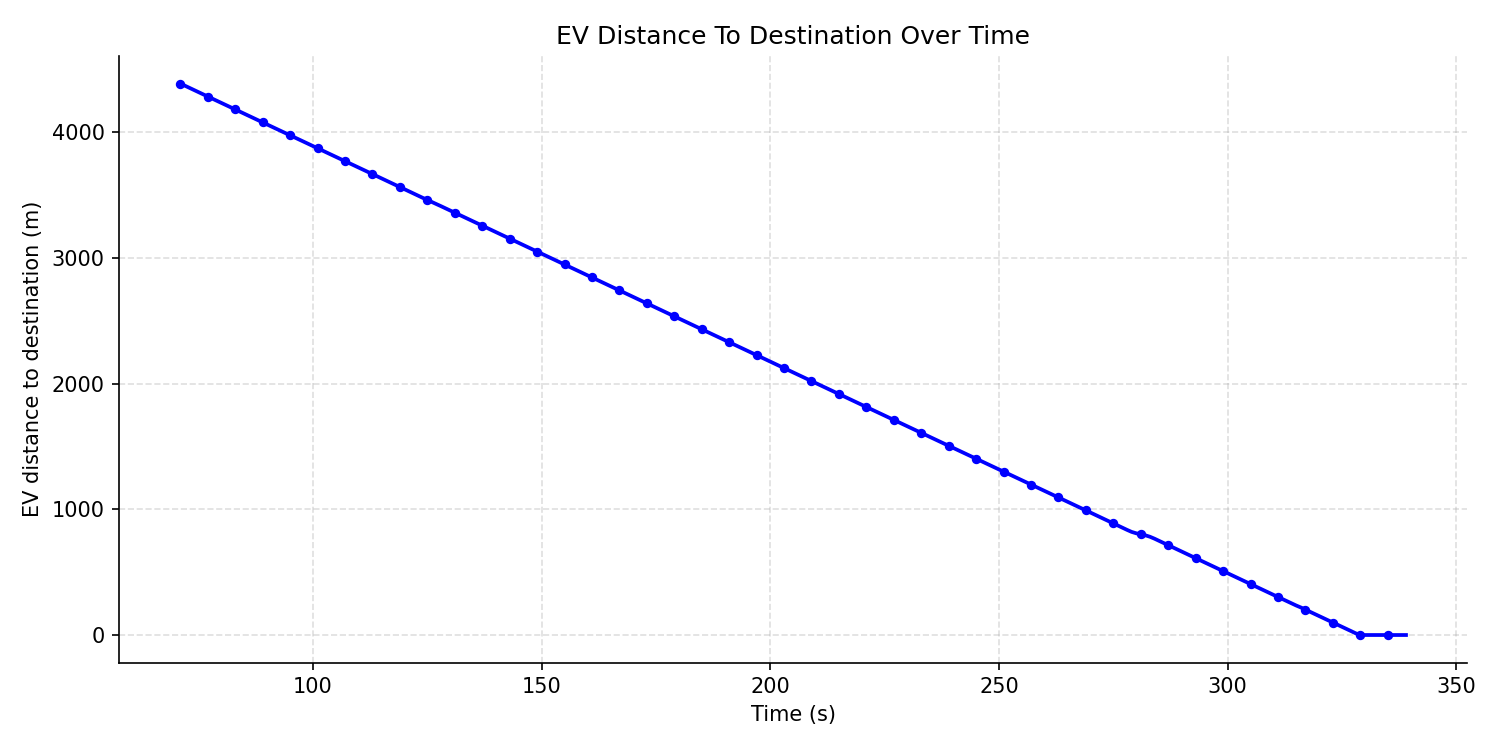 EV Distance To Destination Over Time
EV distance to destination (m)
4000
3000
2000
1000
0
100 150 200 250 300 350
Time (s)